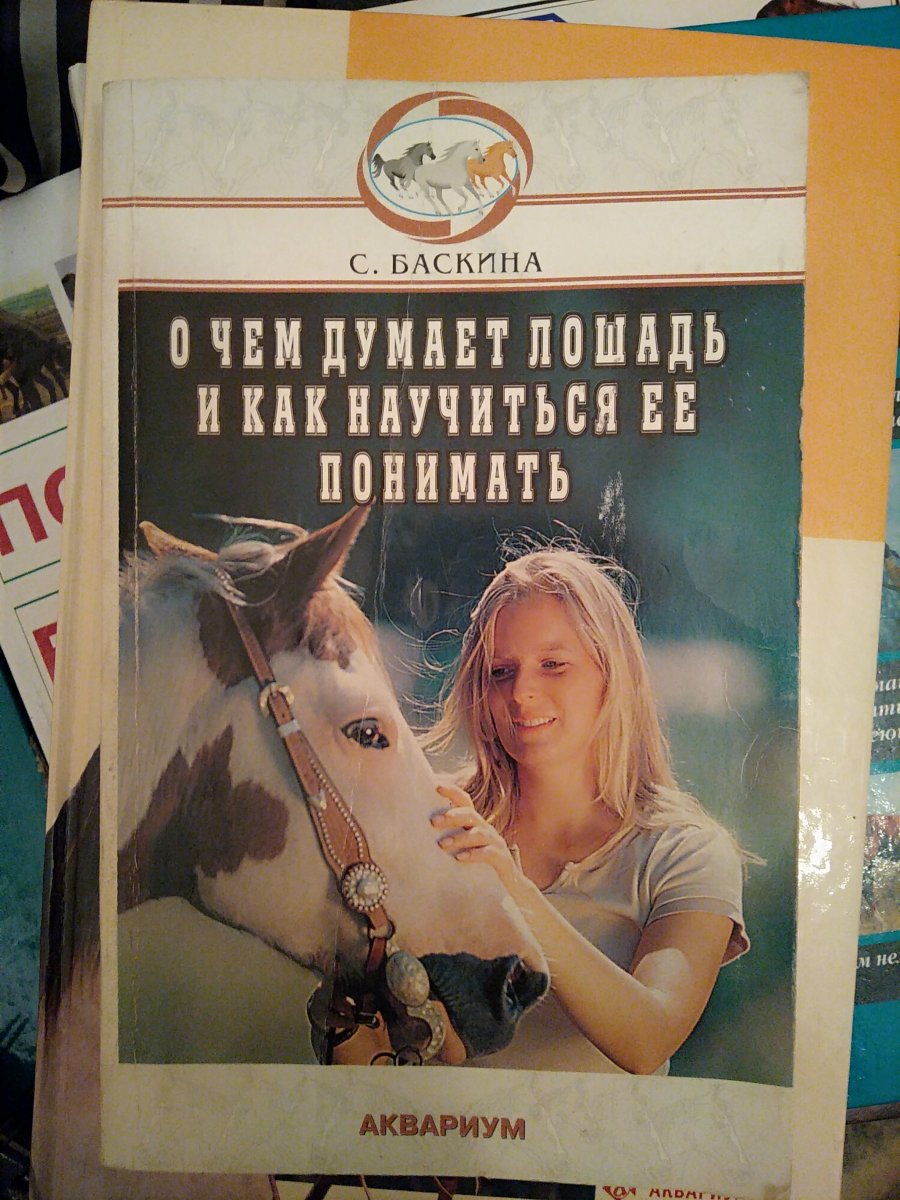 С. БАСКИНА
О ЧЕМ ДУМАЕТ ЛОШАДЬ
И КАК НАУЧИТЬСЯ ЕЕ
ПОНИМАТЬ
АКВАРИУМ